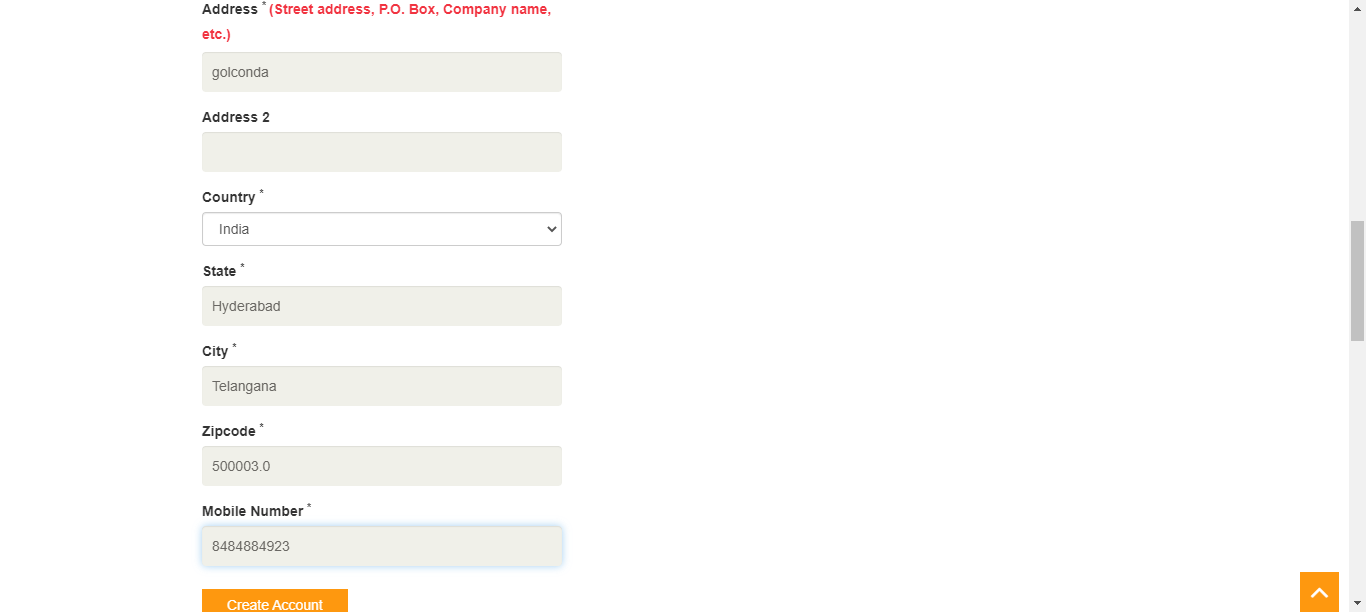 Address * (Street address, P.O. Box, Company name,
etc.)
golconda
Address 2
Country *
India
State *
Hyderabad
City *
Telangana
Zipcode *
500003.0
Mobile Number *
8484884923
Create Account